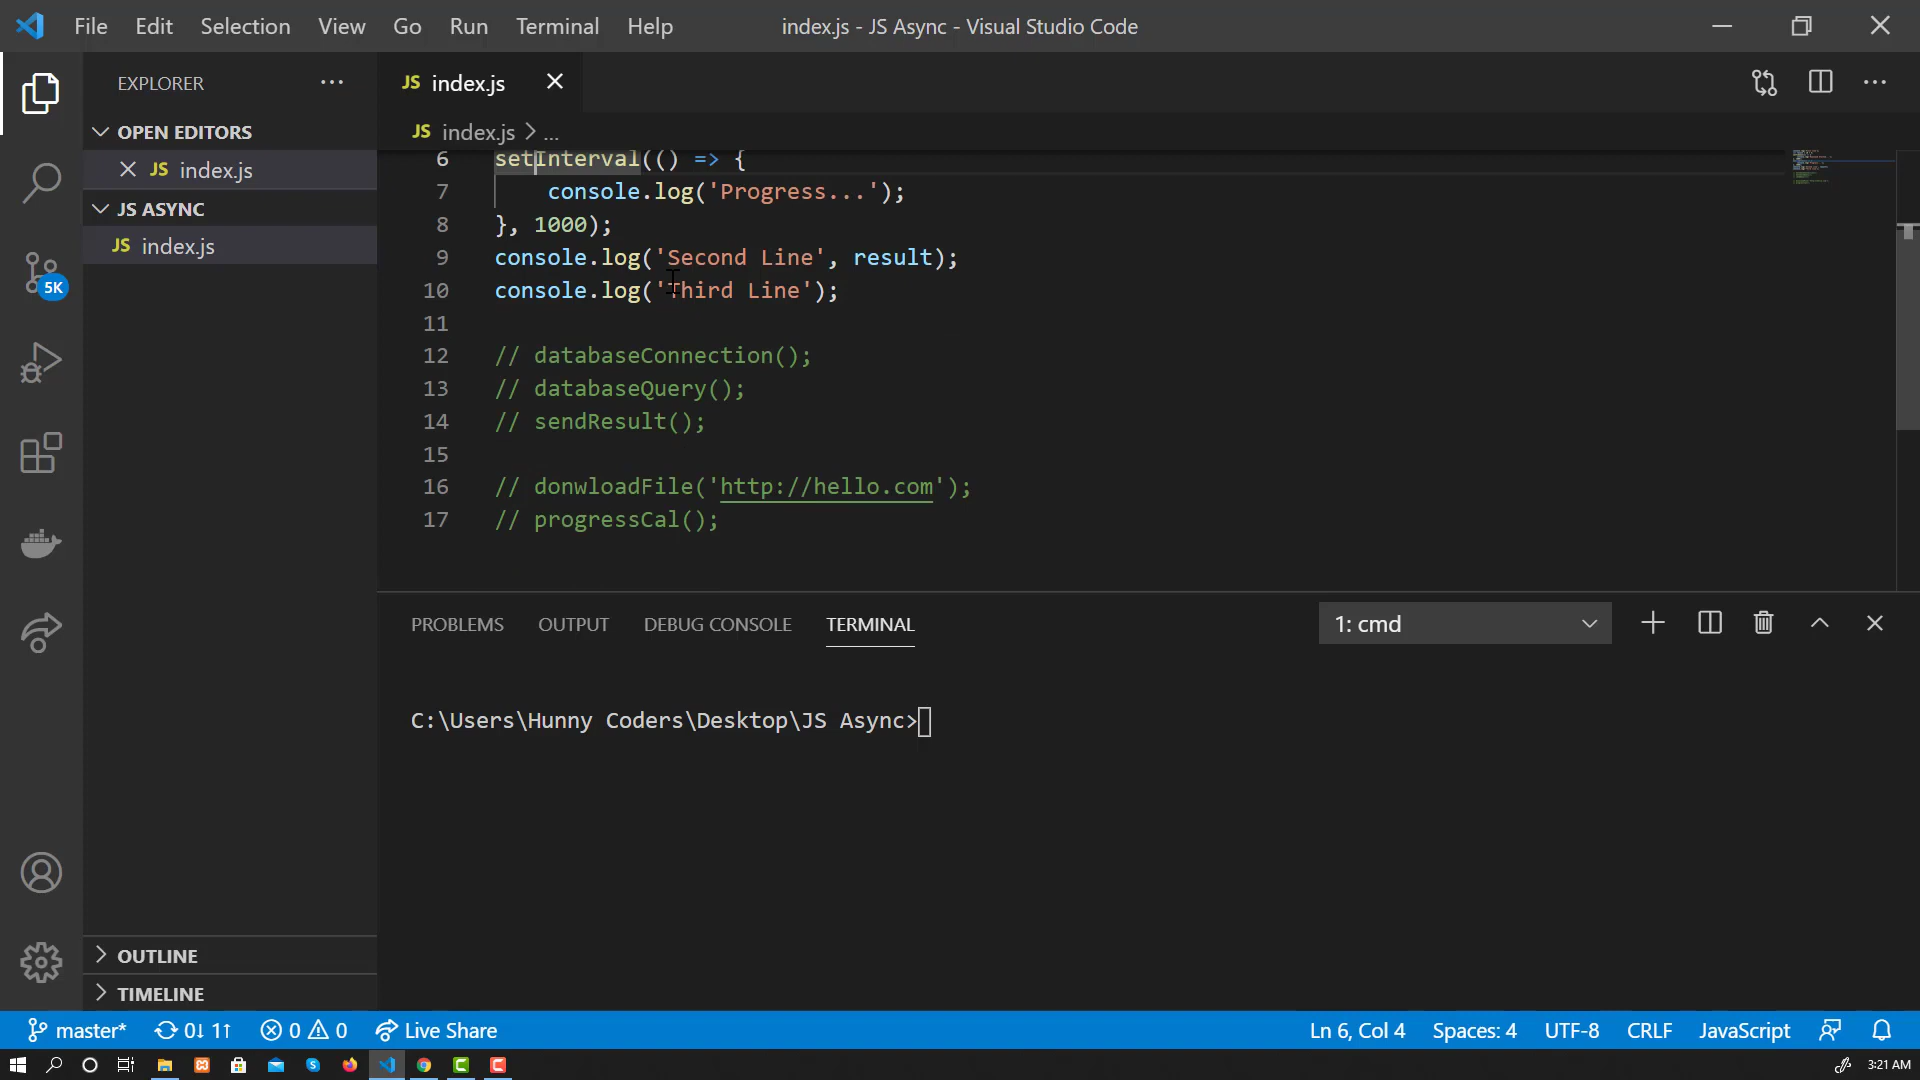 File Edit Selection View Go Run Terminal Help index.js - JS Async - Visual Studio Code
EXPLORER
JS index.js
OPEN EDITORS
JS index.js > ...
JS index.js
JS ASYNC
JS index.js
6 setInterval(() => {
7 console.log('Progress...');
8 }, 1000);
9 console.log('Second Line', result);
10 console.log('Third Line');
11
12 // databaseConnection();
13 // databaseQuery();
14 // sendResult();
15
16 // donwloadFile('http://hello.com');
17 // progressCal();
5K
PROBLEMS OUTPUT DEBUG CONSOLE TERMINAL 1: cmd
C:\Users\Hunny Coders\Desktop\JS Async>
OUTLINE
TIMELINE
master* 0↓ 1↑ 0 0 Live Share Ln 6, Col 4 Spaces: 4 UTF-8 CRLF JavaScript
3:21 AM